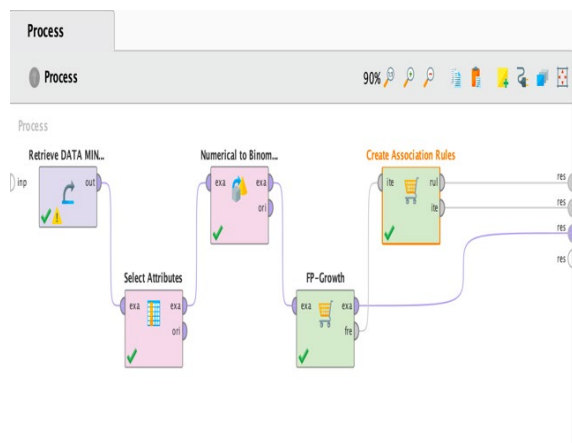 Process
Process
90%
Process
Retrieve DATA MIN...
inp
out
Numerical to Binom...
exa
exa
ori
Create Association Rules
ite
rul
ite
res
res
res
res
Select Attributes
exa
exa
ori
FP-Growth
exa
exa
fre